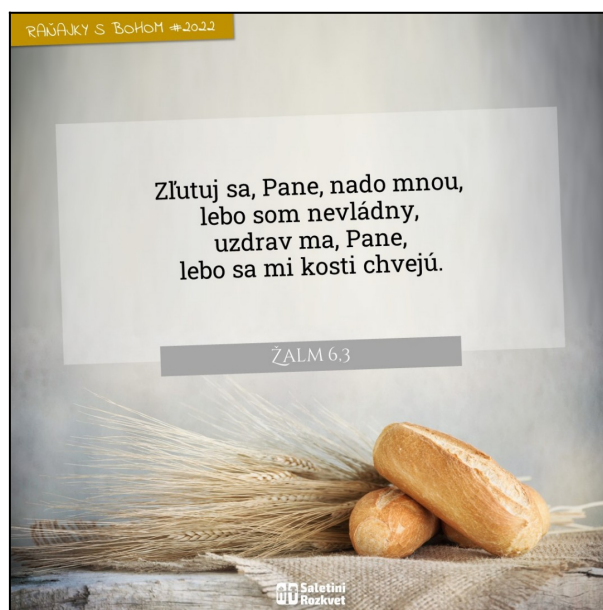 RAŇAJKY S BOHOM #2022
Zľutuj sa, Pane, nado mnou,
lebo som nevládny,
uzdrav ma, Pane,
lebo sa mi kosti chvejú.
ŽALM 6,3
Saletini
Rozkvet